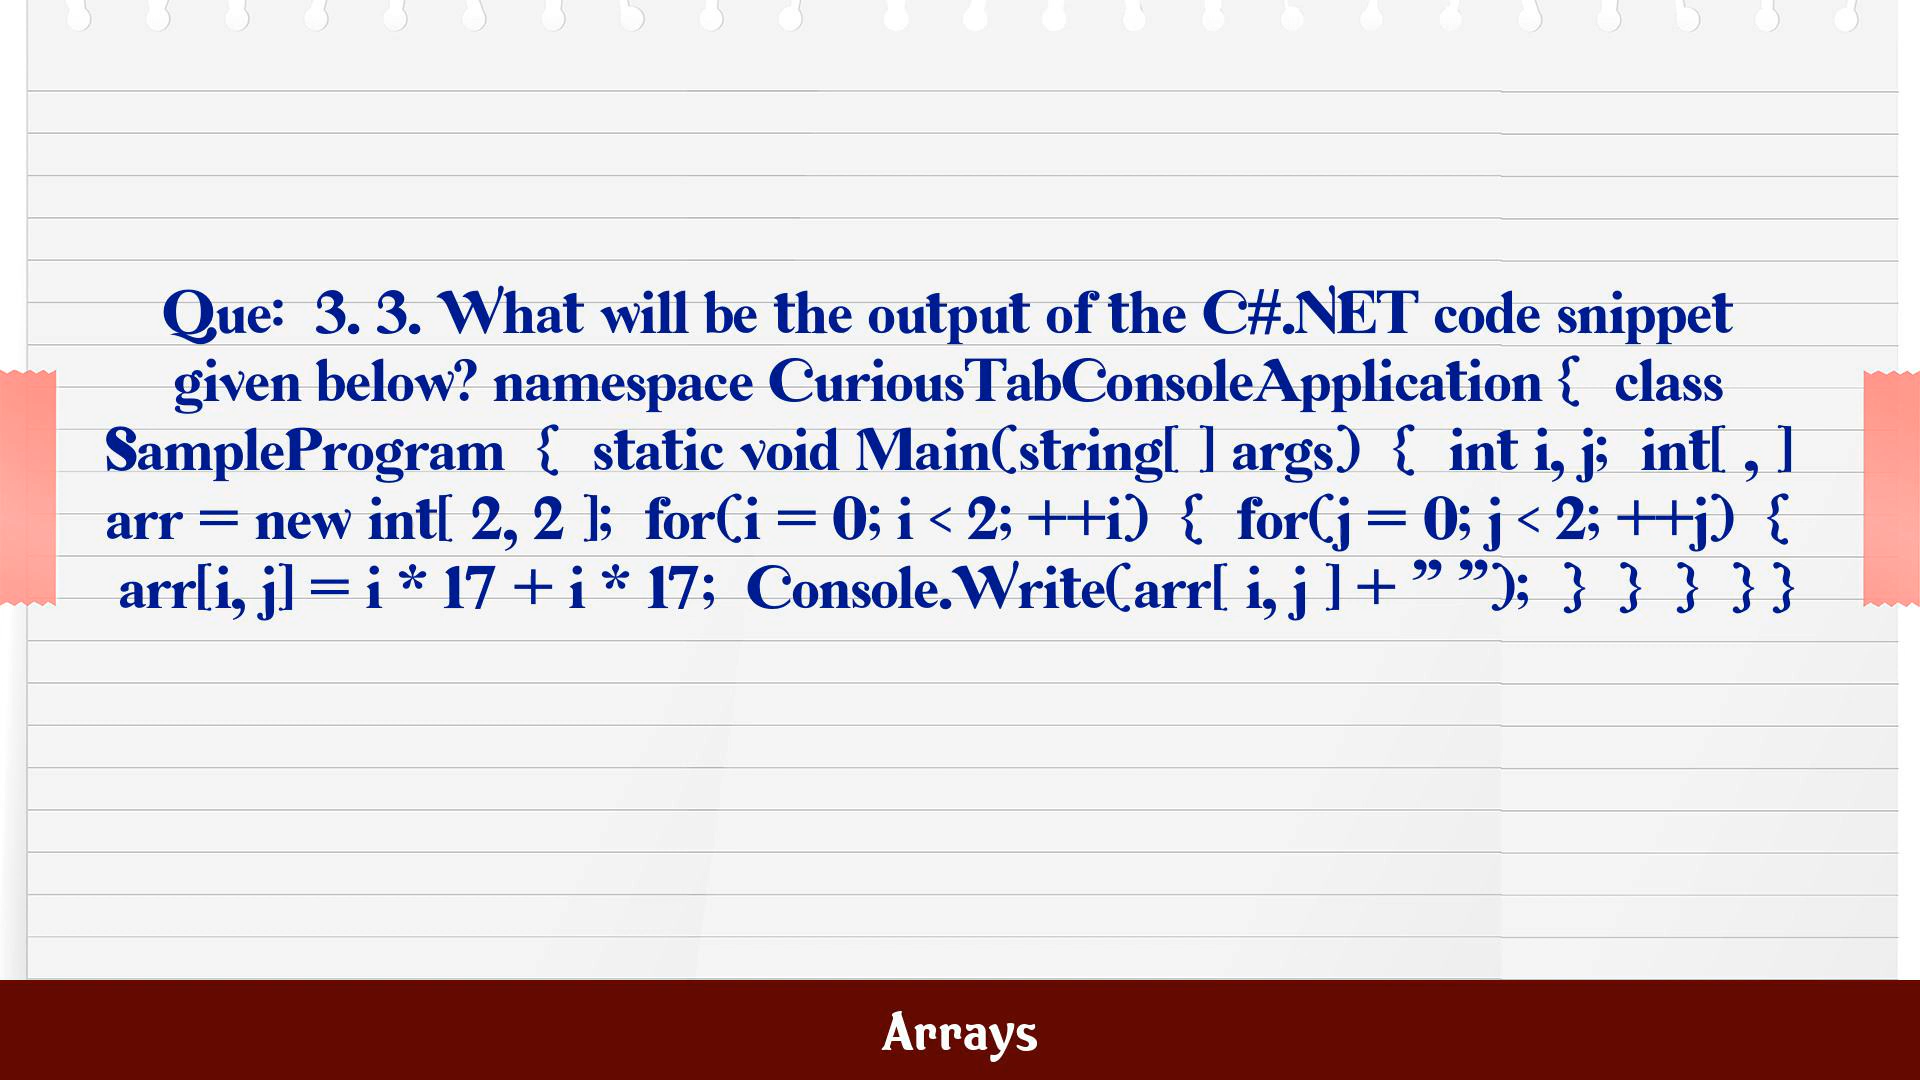 Que: 3. 3. What will be the output of the C#.NET code snippet
given below? namespace CuriousTabConsoleApplication { class
SampleProgram { static void Main(string[ ] args) { int i, j; int[ , ]
arr = new int[ 2, 2 ]; for(i = 0; i < 2; ++i) { for(j = 0; j < 2; ++j) {
arr[i, j] = i * 17 + i * 17; Console.Write(arr[ i, j ] + ” ”); } } } } }
Arrays